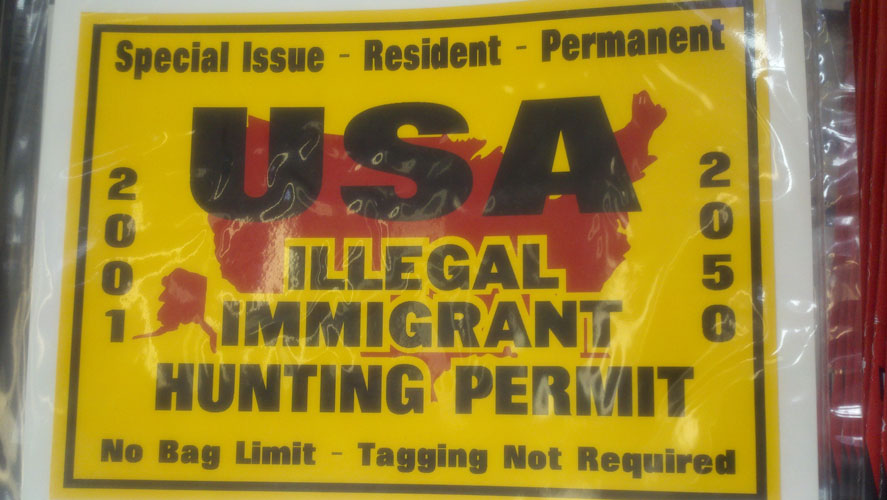 Special Issue - Resident - Permanent
USA
2001
2050
ILLEGAL
IMMIGRANT
HUNTING PERMIT
No Bag Limit - Tagging Not Required